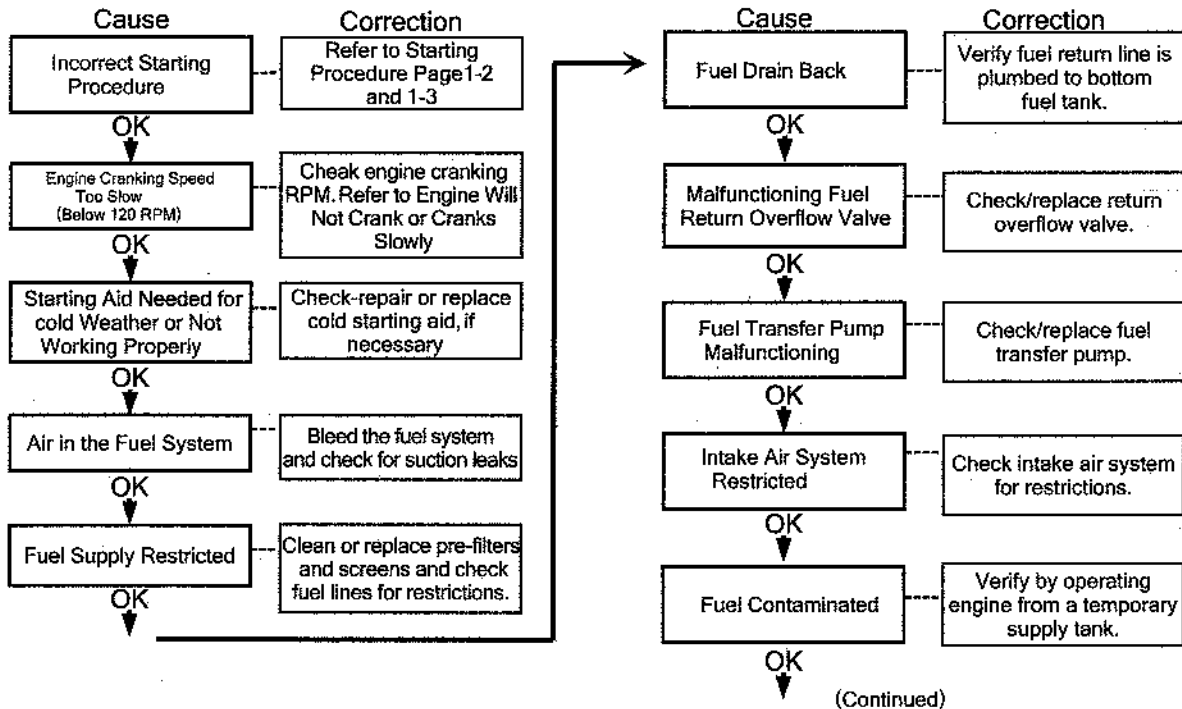 Cause
Correction
Incorrect Starting
Procedure
Refer to Starting
Procedure Page1-2
and 1-3
OK
Engine Cranking Speed
Too Slow
(Below 120 RPM)
Cheak engine cranking
RPM. Refer to Engine Will
Not Crank or Cranks
Slowly
OK
Starting Aid Needed for
cold Weather or Not
Working Properly
Check-repair or replace
cold starting aid, if
necessary
OK
Air in the Fuel System
Bleed the fuel system
and check for suction leaks
OK
Fuel Supply Restricted
Clean or replace pre-filters
and screens and check
fuel lines for restrictions.
OK
Cause
Correction
Fuel Drain Back
Verify fuel return line is
plumbed to bottom
fuel tank.
OK
Malfunctioning Fuel
Return Overflow Valve
Check/replace return
overflow valve.
OK
Fuel Transfer Pump
Malfunctioning
Check/replace fuel
transfer pump.
OK
Intake Air System
Restricted
Check intake air system
for restrictions.
OK
Fuel Contaminated
Verify by operating
engine from a temporary
supply tank.
OK
(Continued)